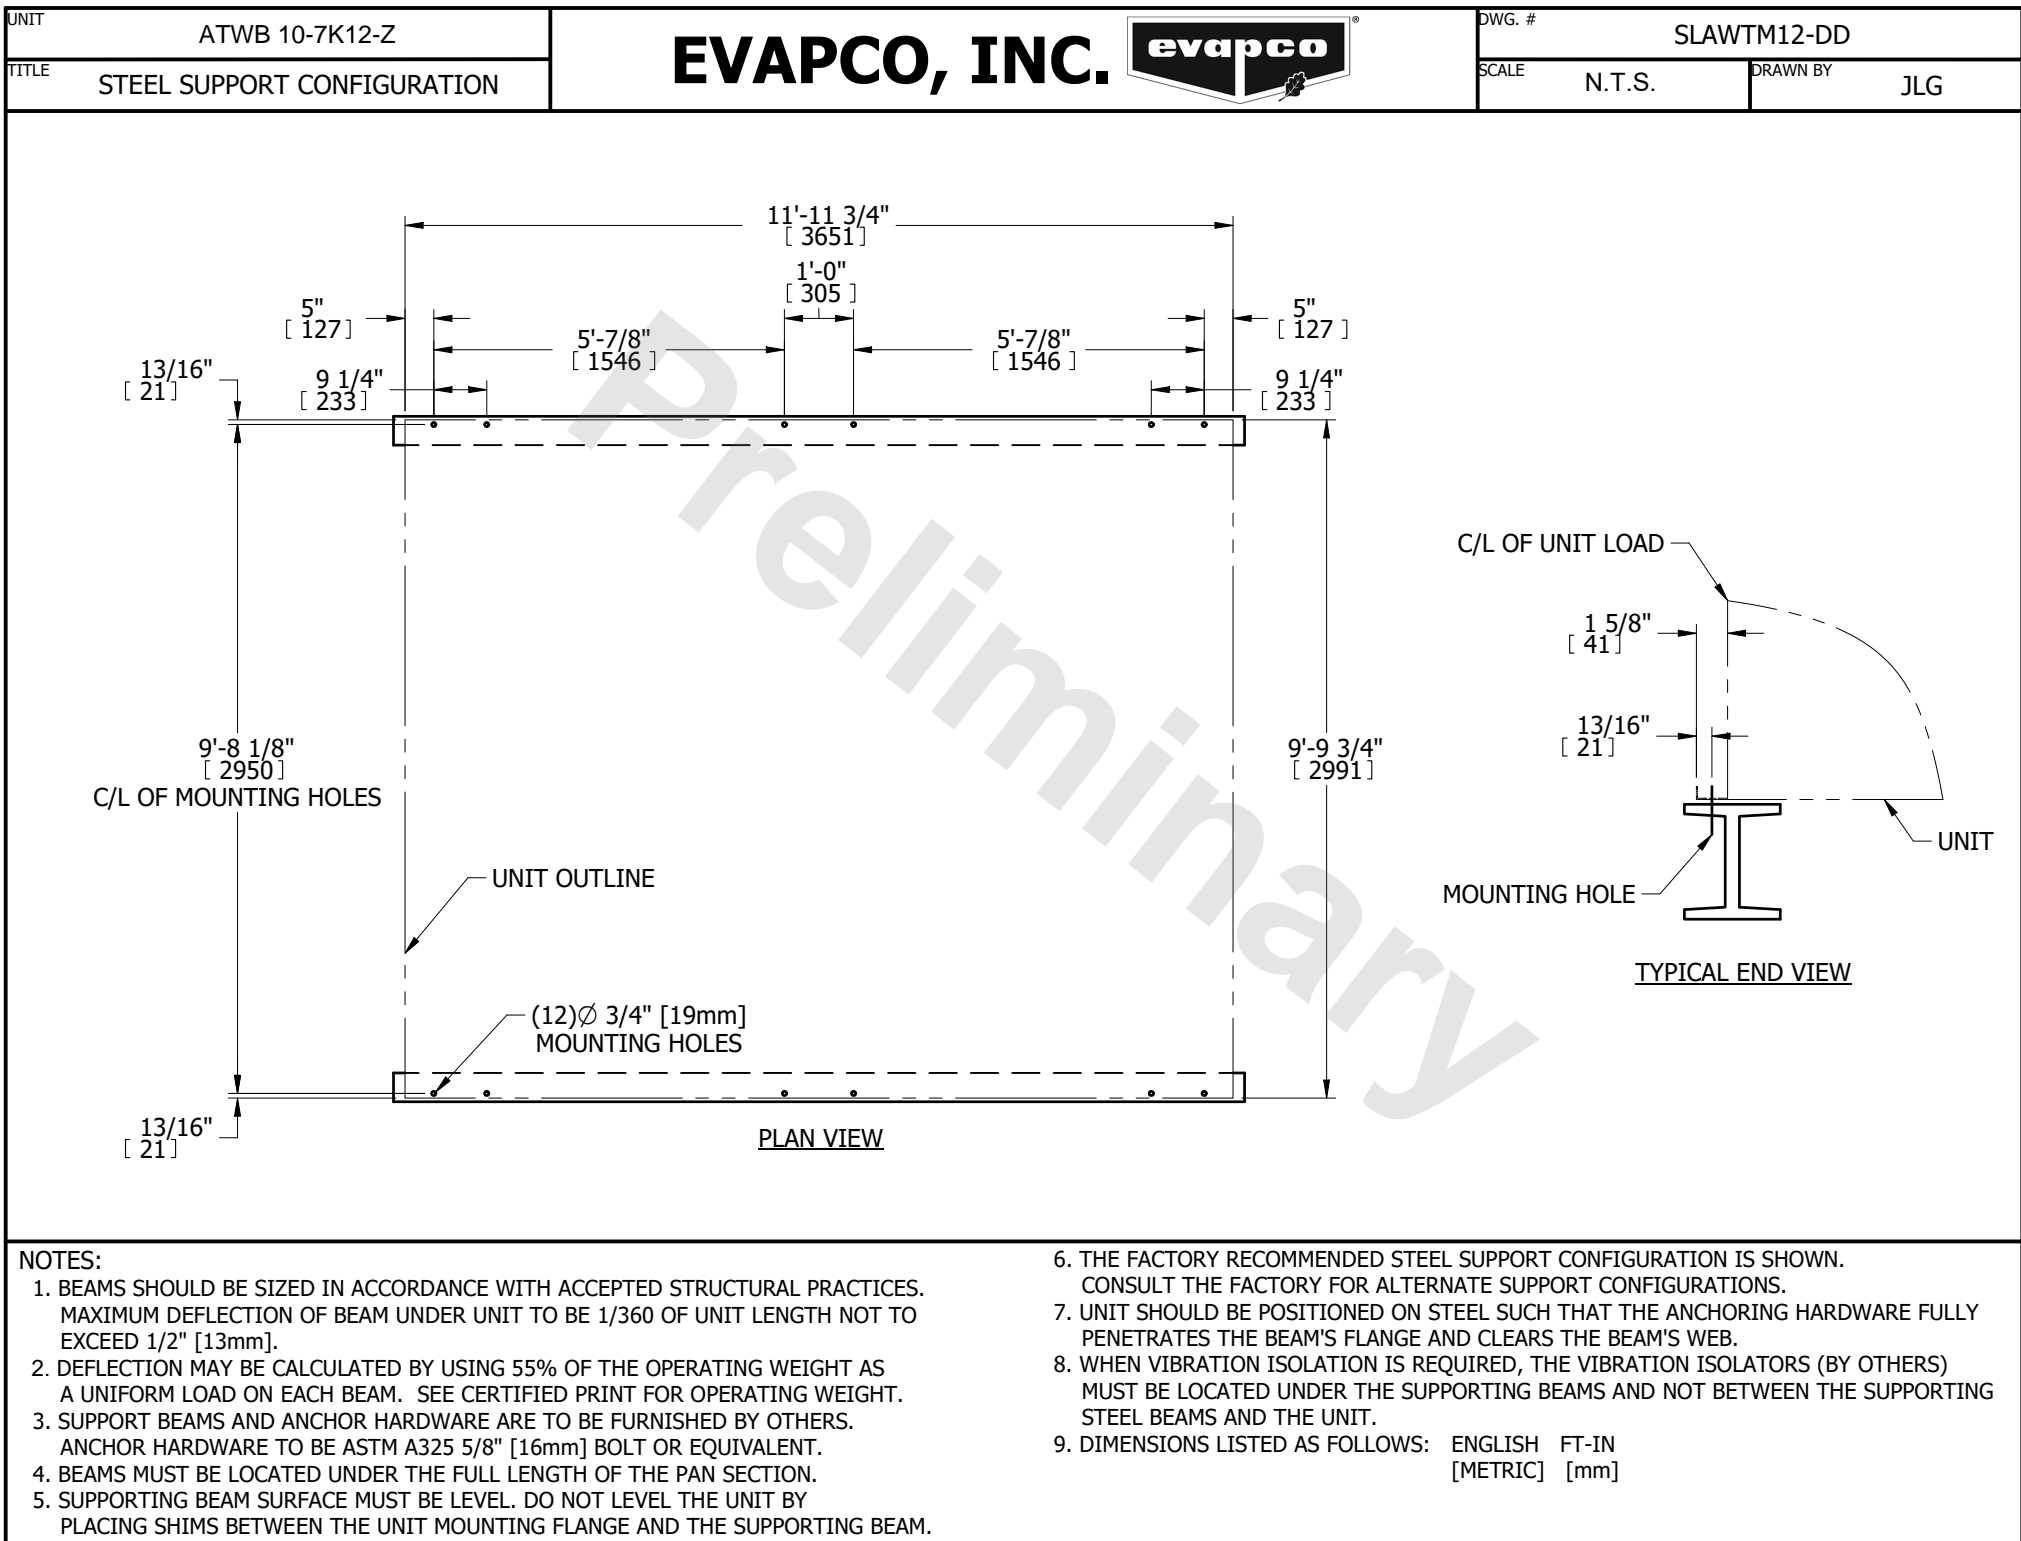 UNIT
ATWB 10-7K12-Z
TITLE
STEEL SUPPORT CONFIGURATION
EVAPCO, INC.
evapco
®
DWG. #
SLAWTM12-DD
SCALE
N.T.S.
DRAWN BY
JLG
11'-11 3/4"
[ 3651 ]
1'-0"
[ 305 ]
5"
[ 127 ]
5"
[ 127 ]
5'-7/8"
[ 1546 ]
5'-7/8"
[ 1546 ]
13/16"
[ 21 ]
9 1/4"
[ 233 ]
9 1/4"
[ 233 ]
Preliminary
C/L OF UNIT LOAD
1 5/8"
[ 41 ]
13/16"
[ 21 ]
9'-8 1/8"
[ 2950 ]
C/L OF MOUNTING HOLES
9'-9 3/4"
[ 2991 ]
UNIT
UNIT OUTLINE
MOUNTING HOLE
TYPICAL END VIEW
(12)∅ 3/4" [19mm]
MOUNTING HOLES
13/16"
[ 21 ]
PLAN VIEW
NOTES:
1. BEAMS SHOULD BE SIZED IN ACCORDANCE WITH ACCEPTED STRUCTURAL PRACTICES.
MAXIMUM DEFLECTION OF BEAM UNDER UNIT TO BE 1/360 OF UNIT LENGTH NOT TO
EXCEED 1/2" [13mm].
2. DEFLECTION MAY BE CALCULATED BY USING 55% OF THE OPERATING WEIGHT AS
A UNIFORM LOAD ON EACH BEAM. SEE CERTIFIED PRINT FOR OPERATING WEIGHT.
3. SUPPORT BEAMS AND ANCHOR HARDWARE ARE TO BE FURNISHED BY OTHERS.
ANCHOR HARDWARE TO BE ASTM A325 5/8" [16mm] BOLT OR EQUIVALENT.
4. BEAMS MUST BE LOCATED UNDER THE FULL LENGTH OF THE PAN SECTION.
5. SUPPORTING BEAM SURFACE MUST BE LEVEL. DO NOT LEVEL THE UNIT BY
PLACING SHIMS BETWEEN THE UNIT MOUNTING FLANGE AND THE SUPPORTING BEAM.
6. THE FACTORY RECOMMENDED STEEL SUPPORT CONFIGURATION IS SHOWN.
CONSULT THE FACTORY FOR ALTERNATE SUPPORT CONFIGURATIONS.
7. UNIT SHOULD BE POSITIONED ON STEEL SUCH THAT THE ANCHORING HARDWARE FULLY
PENETRATES THE BEAM'S FLANGE AND CLEARS THE BEAM'S WEB.
8. WHEN VIBRATION ISOLATION IS REQUIRED, THE VIBRATION ISOLATORS (BY OTHERS)
MUST BE LOCATED UNDER THE SUPPORTING BEAMS AND NOT BETWEEN THE SUPPORTING
STEEL BEAMS AND THE UNIT.
9. DIMENSIONS LISTED AS FOLLOWS: ENGLISH FT-IN
[METRIC] [mm]